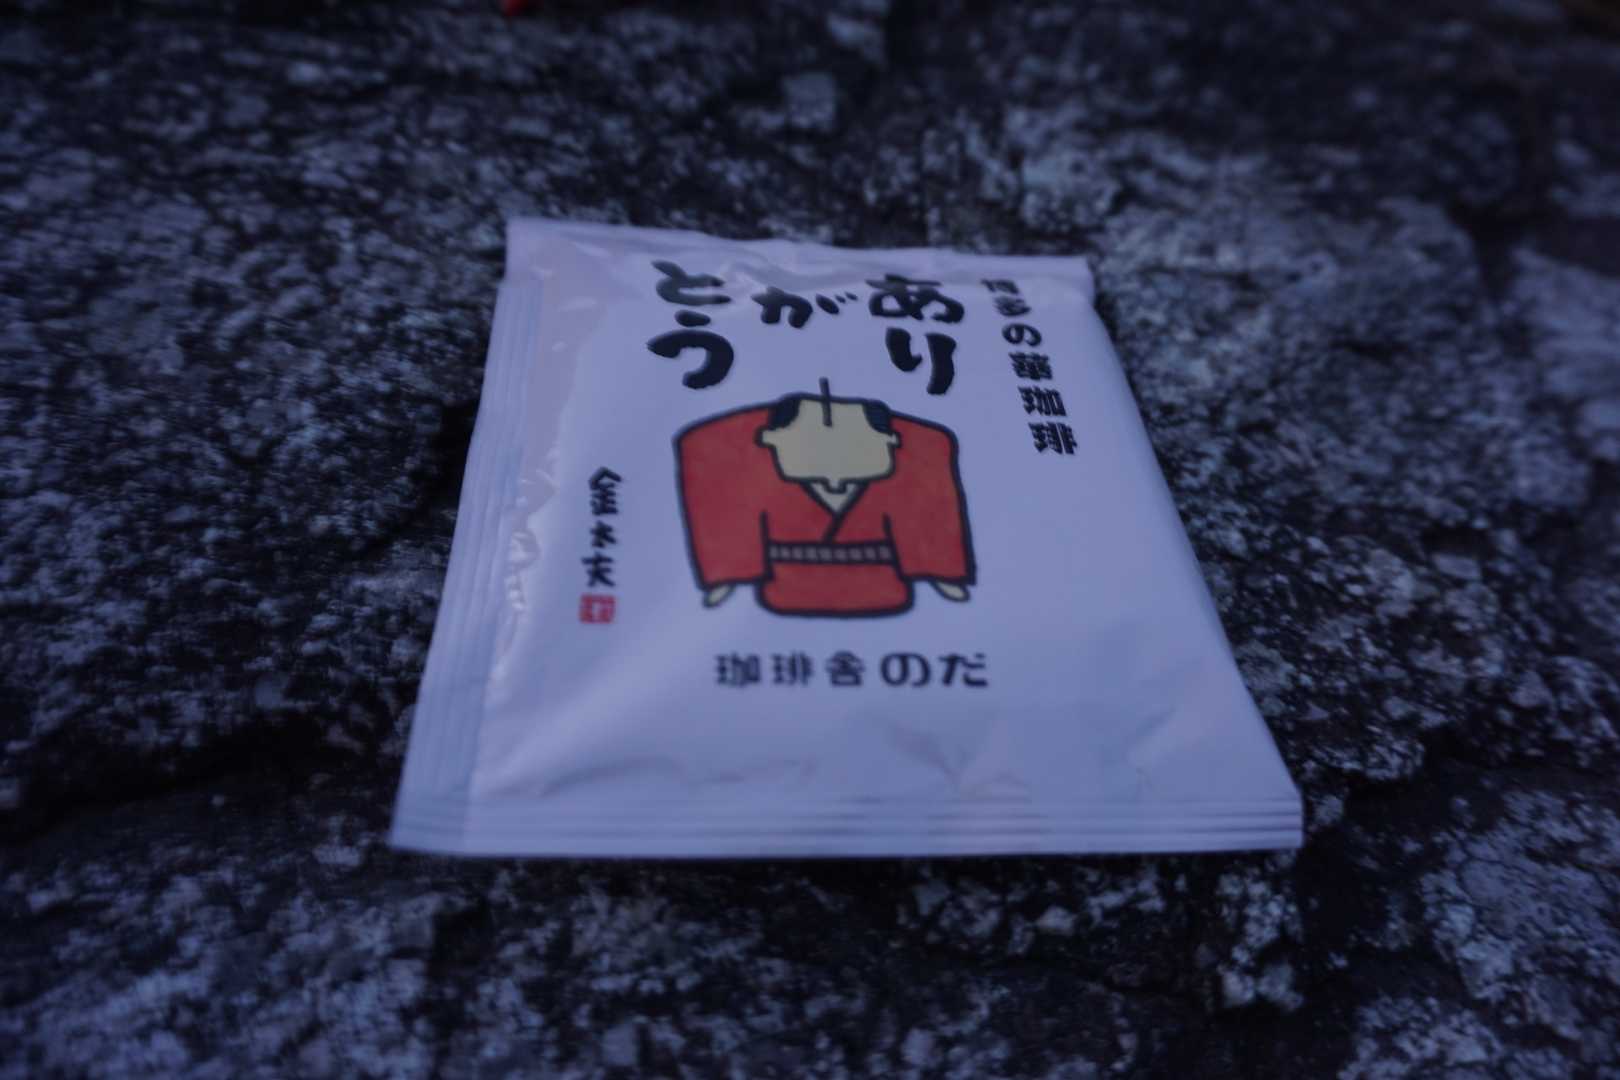 博多の華珈琲
あり
が
とう
珈琲舎のだ